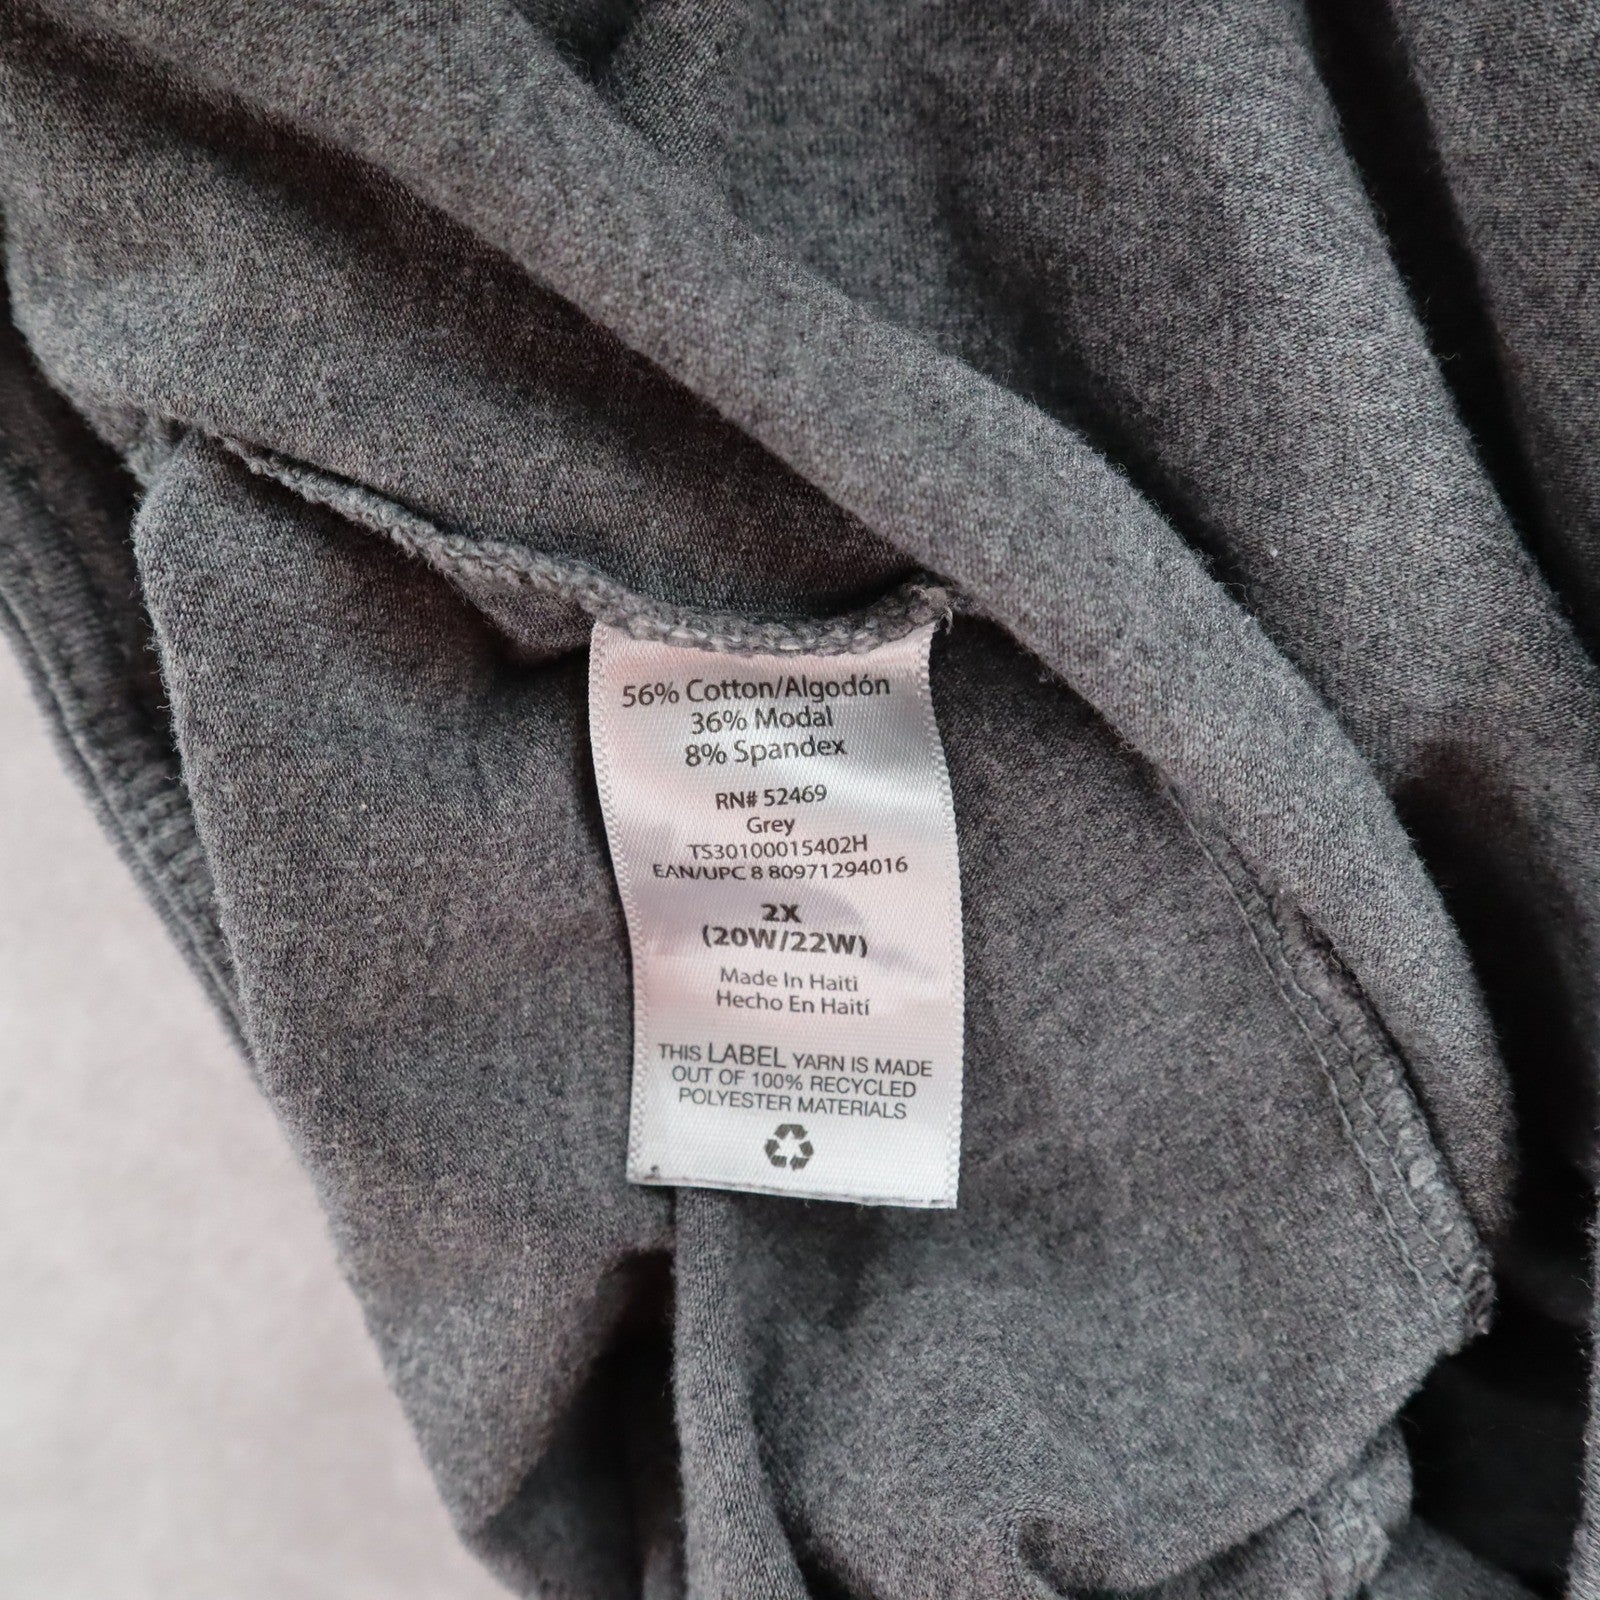 56% Cotton/Algodón
36% Modal
8% Spandex
RN# 52469
Grey
TS30100015402H
EAN/UPC 8 80971294016
2X
(20W/22W)
Made In Haiti
Hecho En Haití
THIS LABEL YARN IS MADE
OUT OF 100% RECYCLED
POLYESTER MATERIALS